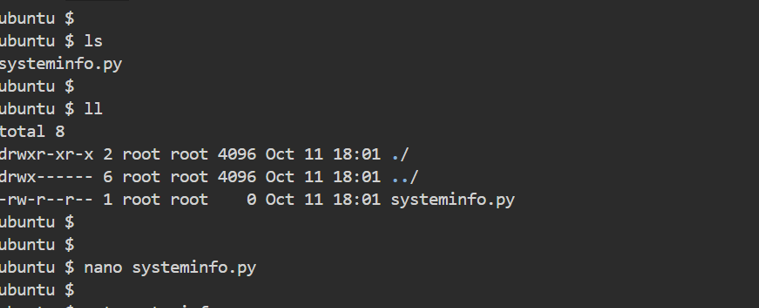 ubuntu $
ubuntu $ ls
systeminfo.py
ubuntu $
ubuntu $ ll
total 8
drwxr-xr-x 2 root root 4096 Oct 11 18:01 ./
drwx------ 6 root root 4096 Oct 11 18:01 ../
-rw-r--r-- 1 root root    0 Oct 11 18:01 systeminfo.py
ubuntu $
ubuntu $
ubuntu $ nano systeminfo.py
ubuntu $